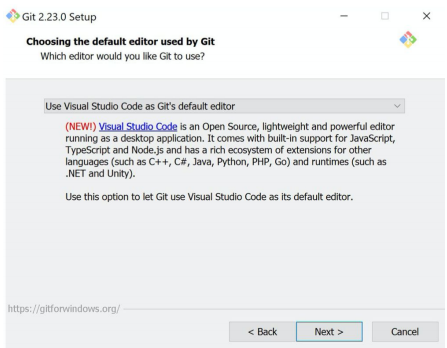 Git 2.23.0 Setup
Choosing the default editor used by Git
Which editor would you like Git to use?
Use Visual Studio Code as Git's default editor
(NEW!) Visual Studio Code is an Open Source, lightweight and powerful editor
running as a desktop application. It comes with built-in support for JavaScript,
TypeScript and Node.js and has a rich ecosystem of extensions for other
languages (such as C++, C#, Java, Python, PHP, Go) and runtimes (such as
.NET and Unity).
Use this option to let Git use Visual Studio Code as its default editor.
https://gitforwindows.org/
< Back Next > Cancel